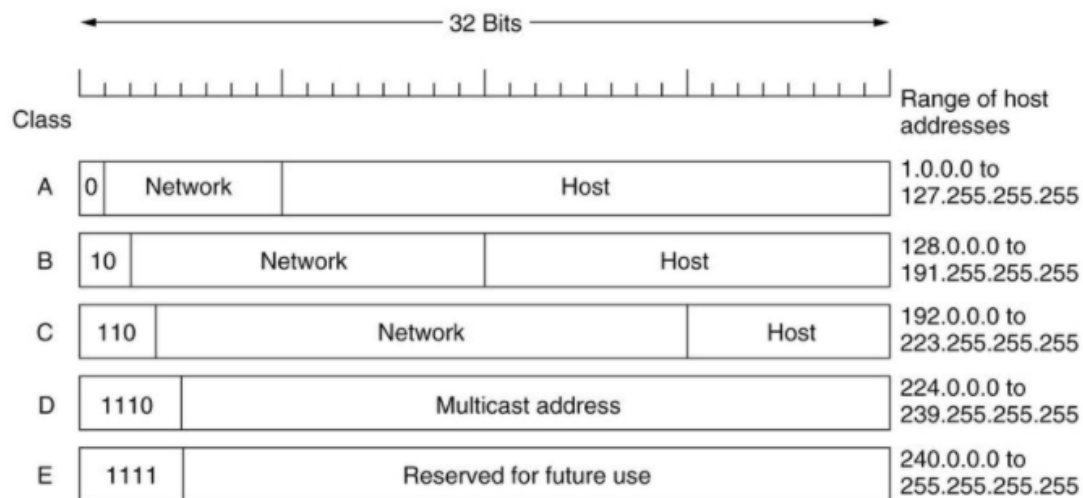 32 Bits
Class
Range of host
addresses
A 0 Network Host 1.0.0.0 to
127.255.255.255
B 10 Network Host 128.0.0.0 to
191.255.255.255
C 110 Network Host 192.0.0.0 to
223.255.255.255
D 1110 Multicast address 224.0.0.0 to
239.255.255.255
E 1111 Reserved for future use 240.0.0.0 to
255.255.255.255